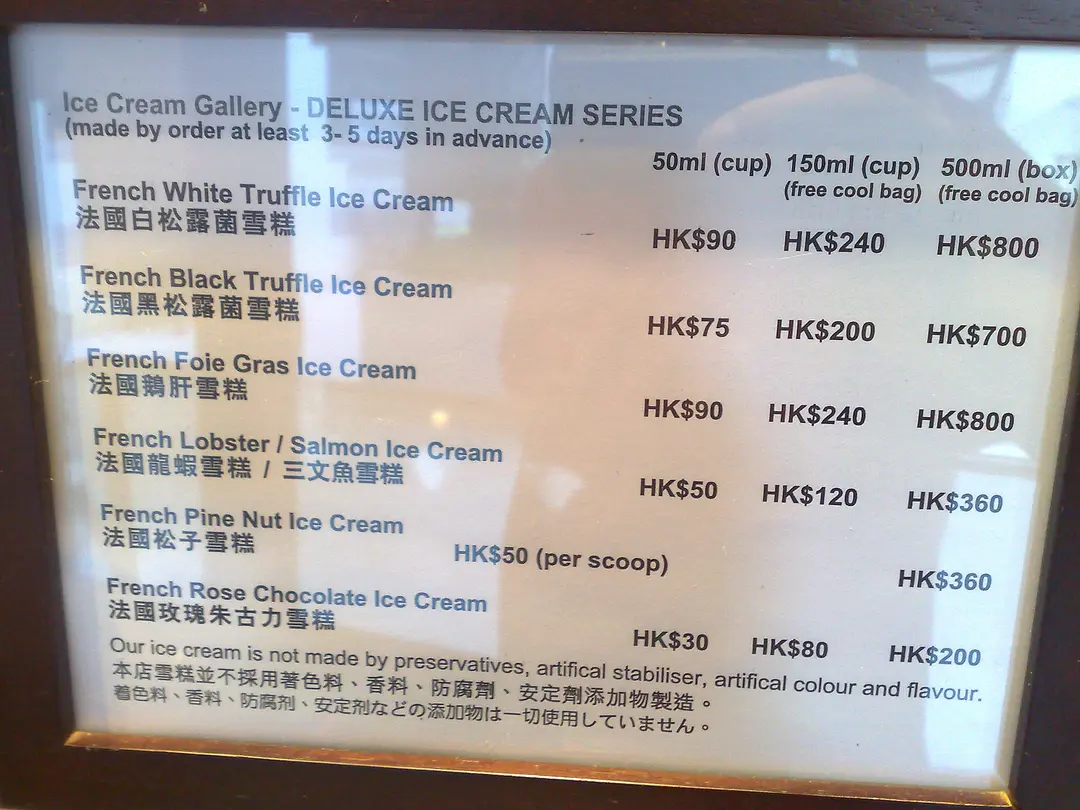 Ice Cream Gallery - DELUXE ICE CREAM SERIES
(made by order at least 3- 5 days in advance)
50ml (cup) 150ml (cup) 500ml (box)
(free cool bag) (free cool bag)
French White Truffle Ice Cream
法國白松露菌雪糕
HK$90 HK$240 HK$800
French Black Truffle Ice Cream
法國黑松露菌雪糕
HK$75 HK$200 HK$700
French Foie Gras Ice Cream
法國鵝肝雪糕
HK$90 HK$240 HK$800
French Lobster / Salmon Ice Cream
法國龍蝦雪糕 / 三文魚雪糕
HK$50 HK$120 HK$360
French Pine Nut Ice Cream
法國松子雪糕
HK$50 (per scoop) HK$360
French Rose Chocolate Ice Cream
法國玫瑰朱古力雪糕
HK$30 HK$80 HK$200
Our ice cream is not made by preservatives, artifical stabiliser, artifical colour and flavour.
本店雪糕並不採用著色料、香料、防腐劑、安定劑添加物製造。
着色料、香料、防腐剂、安定剂などの添加物は一切使用していません。